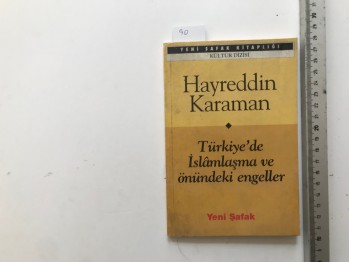 90
YENİ ŞAFAK KİTAPLIĞI
KÜLTÜR DİZİSİ
Hayreddin
Karaman
Türkiye'de
İslâmlaşma ve
önündeki engeller
Yeni Şafak